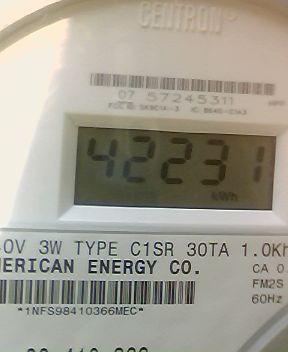 CENTRON
07 57245311
42231
kWh
0V 3W TYPE C1SR 30TA 1.0Kh
MERICAN ENERGY CO.
CA 0.
FM2S
60Hz
*1NFS98410366MEC*